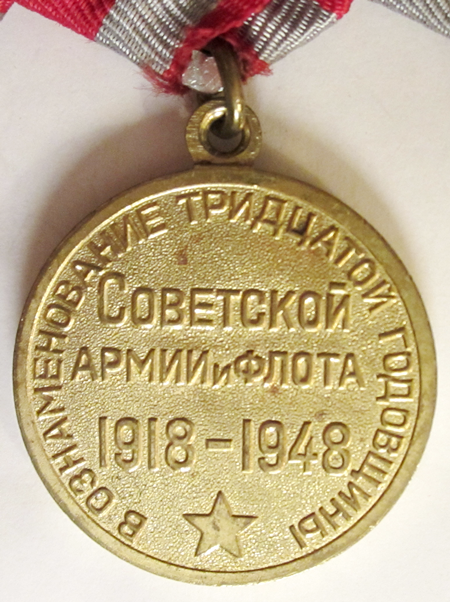 В ОЗНАМЕНОВАНИЕ ТРИДЦАТОЙ ГОДОВЩИНЫ
СОВЕТСКОЙ
АРМИИ и ФЛОТА
1918-1948